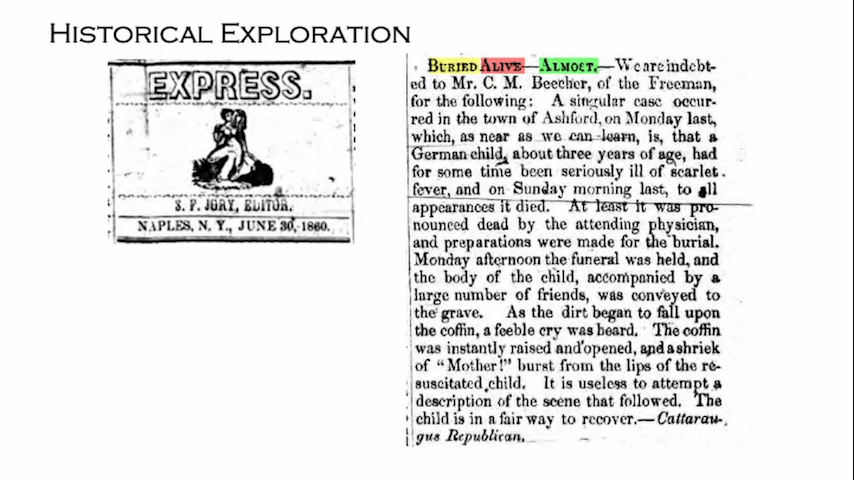 HISTORICAL EXPLORATION
EXPRESS.
S. P. JORY, EDITOR.
NAPLES, N. Y., JUNE 30, 1860.
BURIED ALIVE—ALMOST.—We are indebt-
ed to Mr. C. M. Beecher, of the Freeman,
for the following: A singular case occur-
red in the town of Ashford, on Monday last,
which, as near as we can learn, is, that a
German child, about three years of age, had
for some time been seriously ill of scarlet
fever, and on Sunday morning last, to all
appearances it died. At least it was pro-
nounced dead by the attending physician,
and preparations were made for the burial.
Monday afternoon the funeral was held, and
the body of the child, accompanied by a
large number of friends, was conveyed to
the grave. As the dirt began to fall upon
the coffin, a feeble cry was heard. The coffin
was instantly raised and opened, and a shriek
of "Mother!" burst from the lips of the re-
suscitated child. It is useless to attempt a
description of the scene that followed. The
child is in a fair way to recover.—Cattarau-
gus Republican.